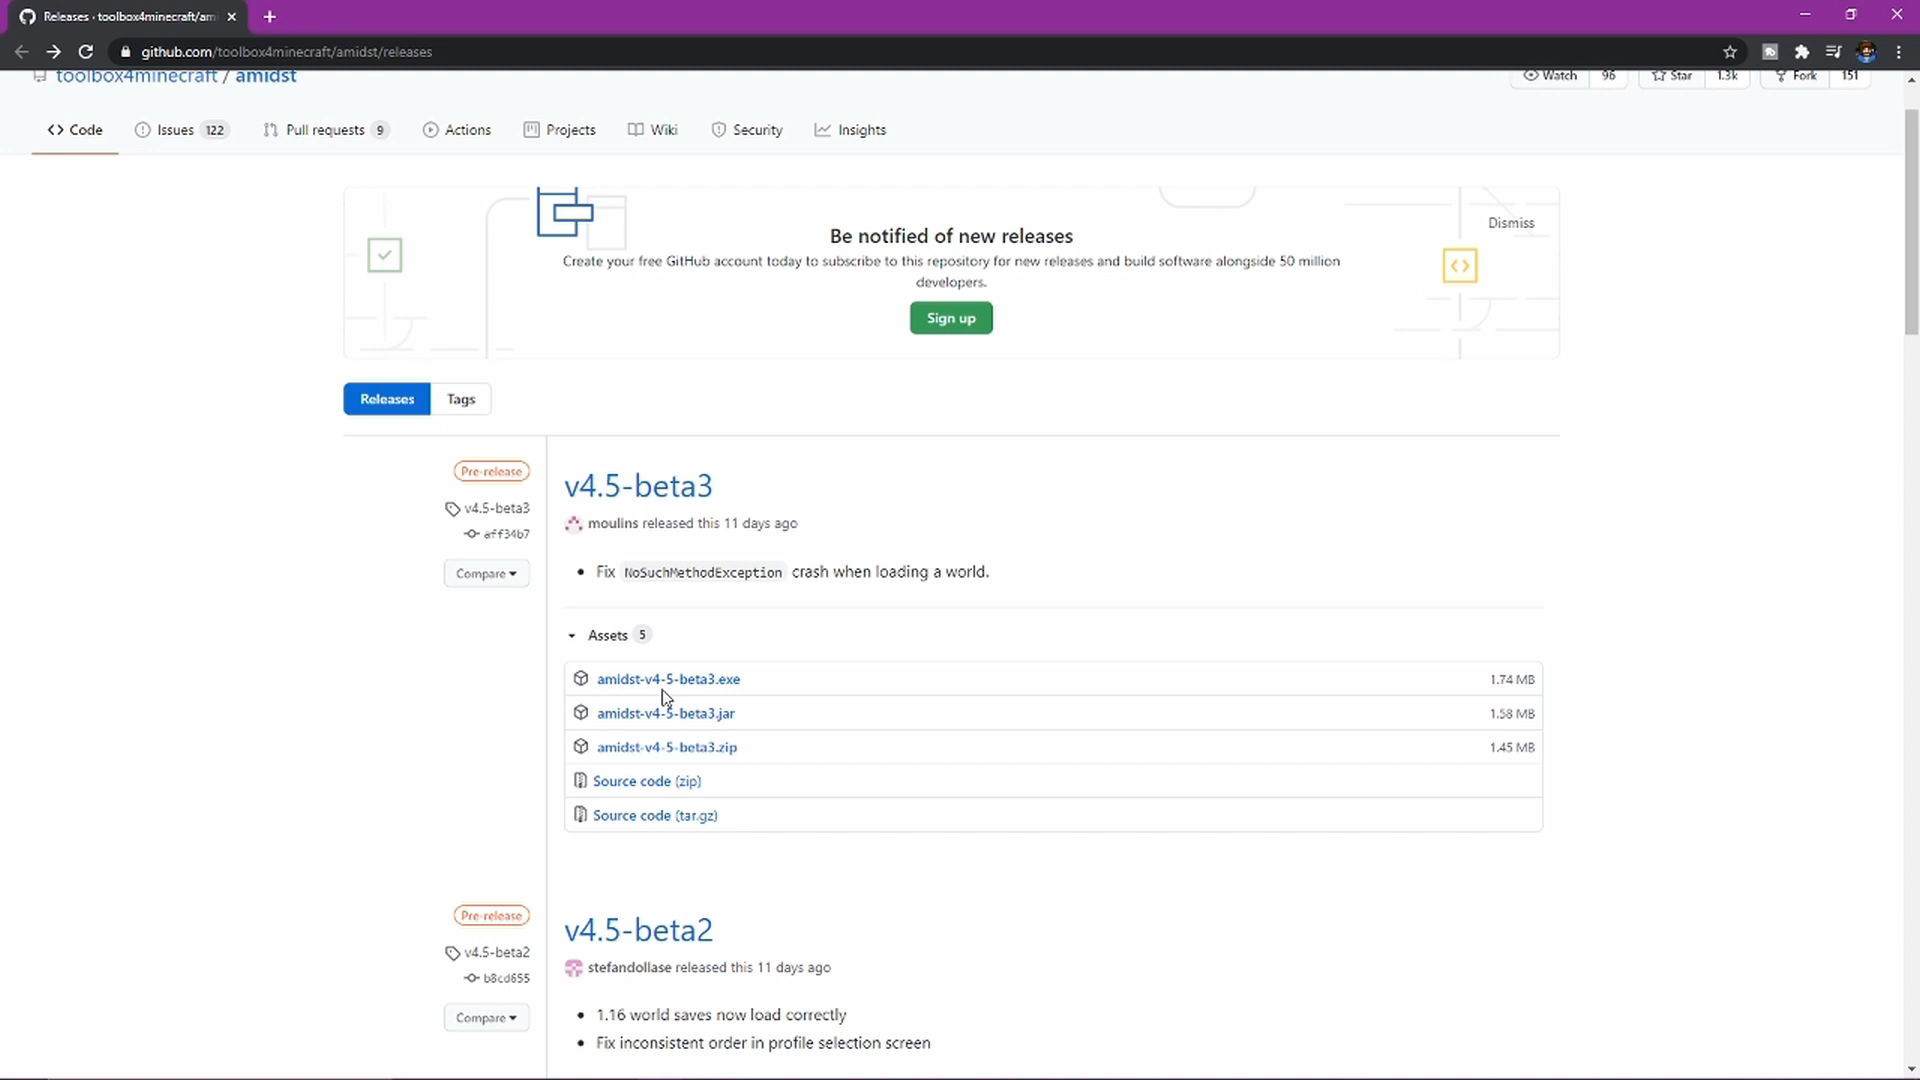 Releases · toolbox4minecraft/am
github.com/toolbox4minecraft/amidst/releases
toolbox4minecraft / amidst
Watch 96 Star 1.3k Fork 151
Code Issues 122 Pull requests 9 Actions Projects Wiki Security Insights
Be notified of new releases
Dismiss
Create your free GitHub account today to subscribe to this repository for new releases and build software alongside 50 million
developers.
Sign up
Releases Tags
Pre-release
v4.5-beta3
aff34b7
Compare
v4.5-beta3
moulins released this 11 days ago
Fix NoSuchMethodException crash when loading a world.
Assets 5
amidst-v4-5-beta3.exe 1.74 MB
amidst-v4-5-beta3.jar 1.58 MB
amidst-v4-5-beta3.zip 1.45 MB
Source code (zip)
Source code (tar.gz)
Pre-release
v4.5-beta2
b8cd655
Compare
v4.5-beta2
stefandollase released this 11 days ago
1.16 world saves now load correctly
Fix inconsistent order in profile selection screen